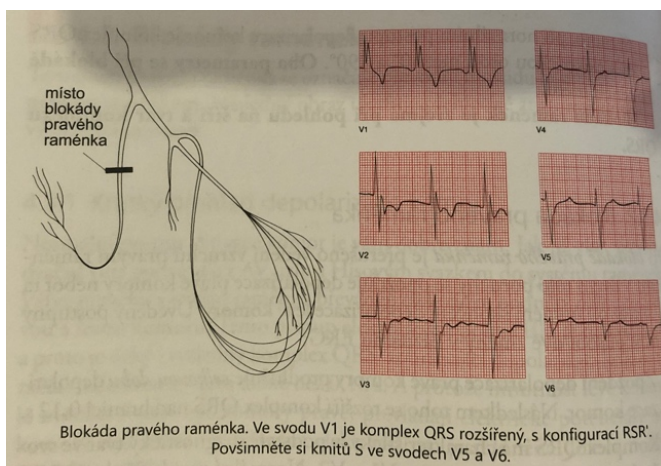 místo
blokády
pravého
raménka
V1
V4
V2
V5
V3
V6
Blokáda pravého raménka. Ve svodu V1 je komplex QRS rozšířený, s konfigurací RSR'.
Povšimněte si kmitů S ve svodech V5 a V6.